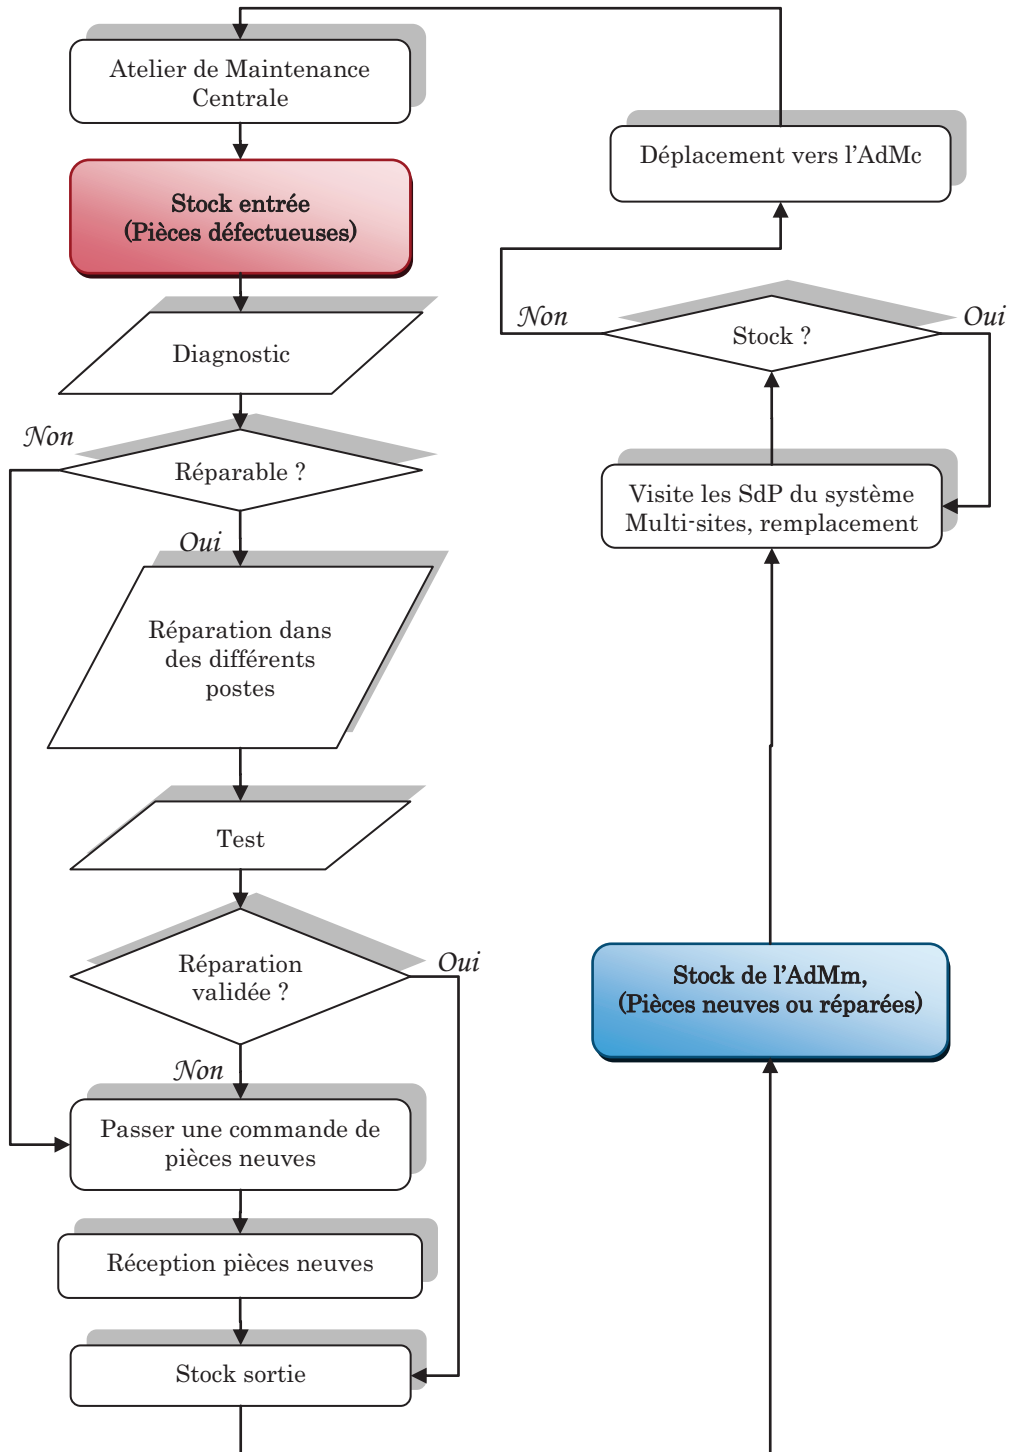 Atelier de Maintenance
Centrale
Stock entrée
(Pièces défectueuses)
Diagnostic
Non
Réparable ?
Oui
Réparation dans
des différents
postes
Test
Réparation
validée ?
Oui
Non
Passer une commande de
pièces neuves
Réception pièces neuves
Stock sortie
Déplacement vers l'AdMc
Non
Stock ?
Oui
Visite les SdP du système
Multi-sites, remplacement
Stock de l'AdMm,
(Pièces neuves ou réparées)